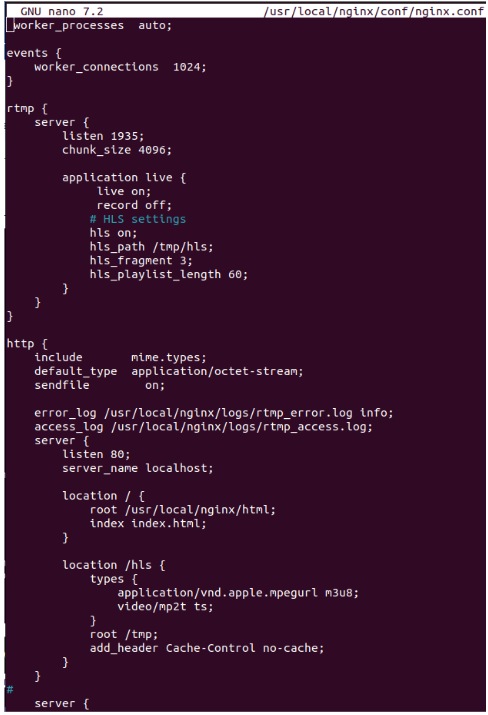 GNU nano 7.2 /usr/local/nginx/conf/nginx.conf
worker_processes auto;
events {
worker_connections 1024;
}
rtmp {
server {
listen 1935;
chunk_size 4096;
application live {
live on;
record off;
# HLS settings
hls on;
hls_path /tmp/hls;
hls_fragment 3;
hls_playlist_length 60;
}
}
}
http {
include mime.types;
default_type application/octet-stream;
sendfile on;
error_log /usr/local/nginx/logs/rtmp_error.log info;
access_log /usr/local/nginx/logs/rtmp_access.log;
server {
listen 80;
server_name localhost;
location / {
root /usr/local/nginx/html;
index index.html;
}
location /hls {
types {
application/vnd.apple.mpegurl m3u8;
video/mp2t ts;
}
root /tmp;
add_header Cache-Control no-cache;
}
}
#
server {